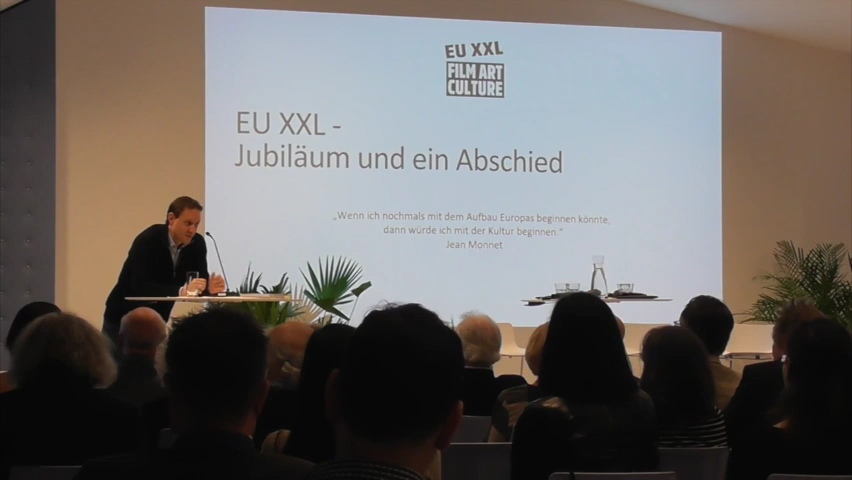 EU XXL
FILM ART
CULTURE
EU XXL -
Jubiläum und ein Abschied
„Wenn ich nochmals mit dem Aufbau Europas beginnen könnte,
dann würde ich mit der Kultur beginnen.“
Jean Monnet